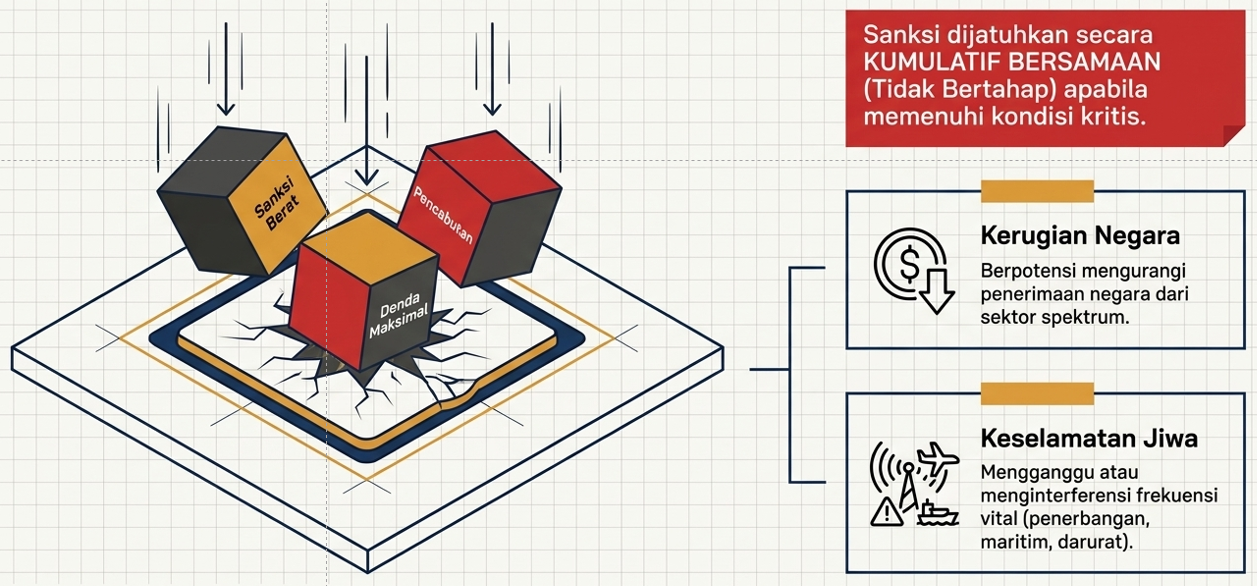 Sanksi
Berat
Pencabutan
Denda
Maksimal
Sanksi dijatuhkan secara
KUMULATIF BERSAMAAN
(Tidak Bertahap) apabila
memenuhi kondisi kritis.
Kerugian Negara
Berpotensi mengurangi
penerimaan negara dari
sektor spektrum.
Keselamatan Jiwa
Mengganggu atau
menginterferensi frekuensi
vital (penerbangan,
maritim, darurat).